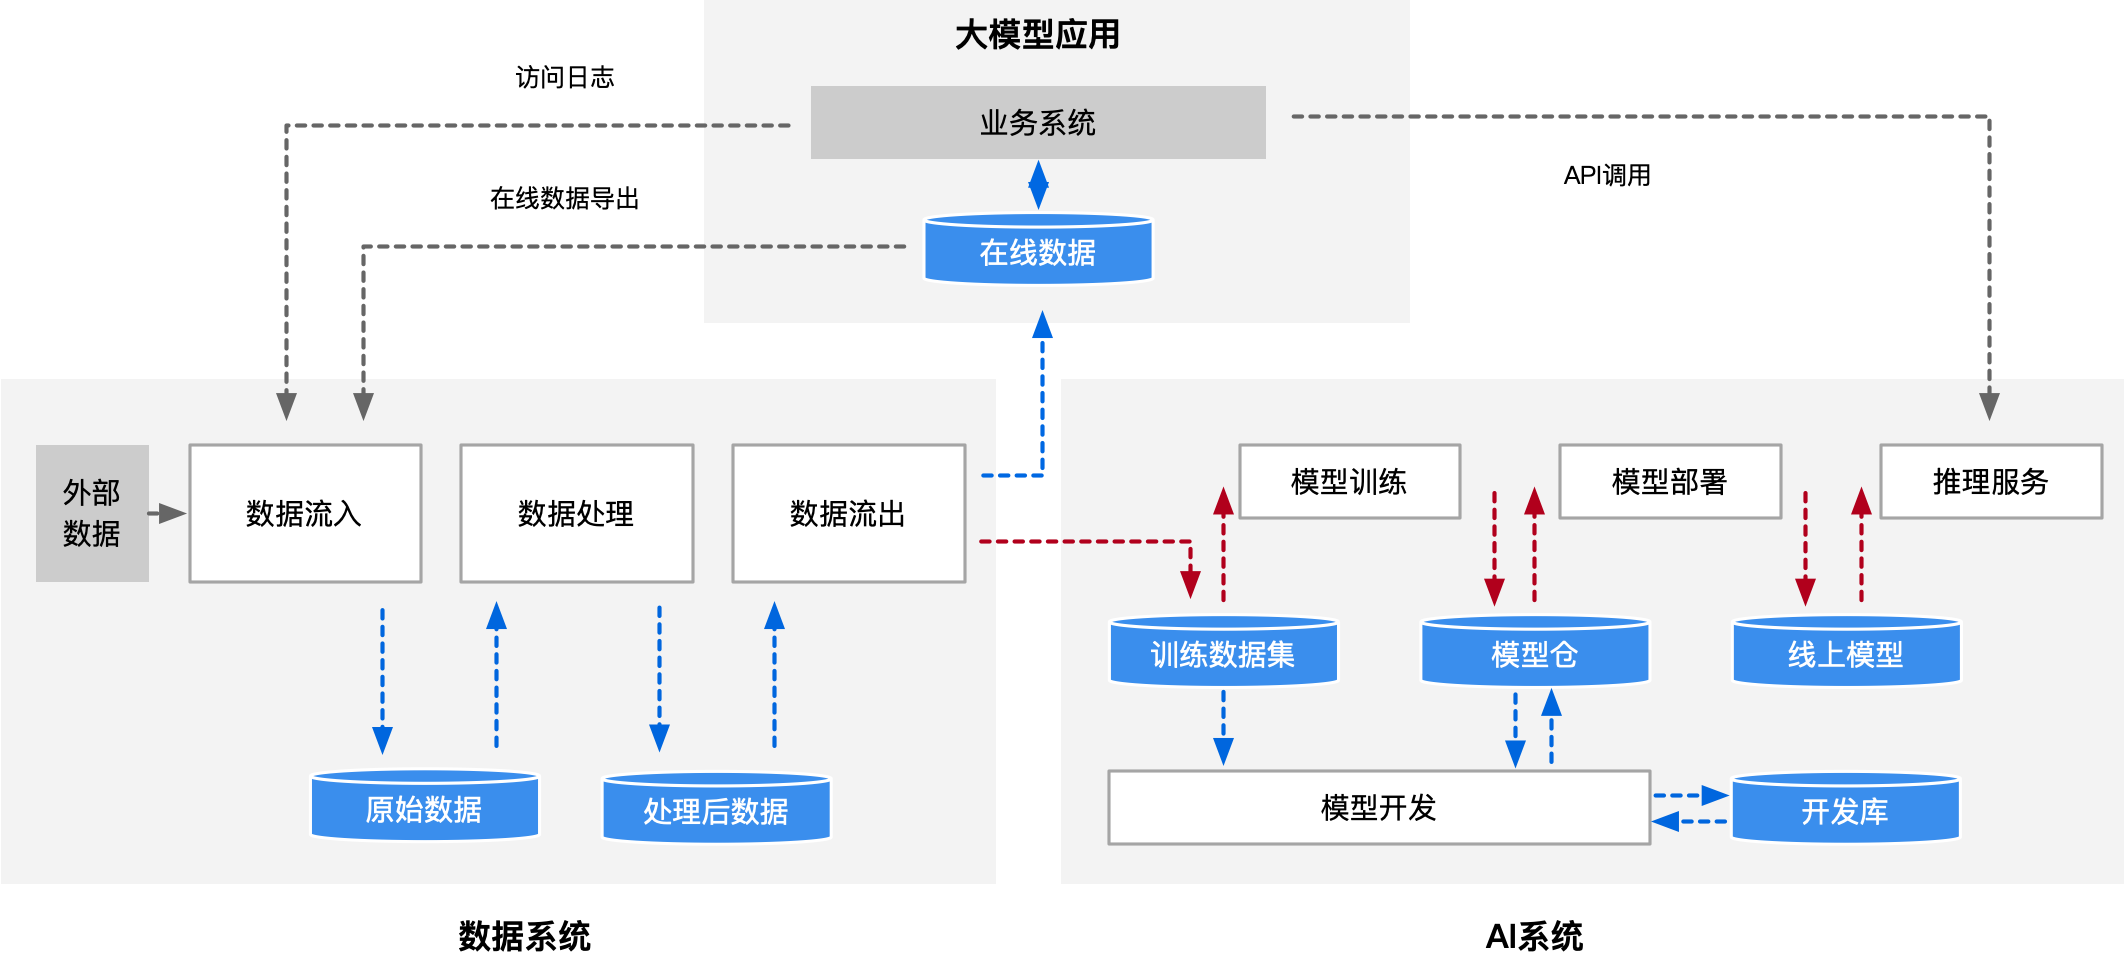 大模型应用
访问日志
业务系统
API调用
在线数据导出
在线数据
外部
数据
数据流入
数据处理
数据流出
模型训练
模型部署
推理服务
训练数据集
模型仓
线上模型
原始数据
处理后数据
模型开发
开发库
数据系统
AI系统